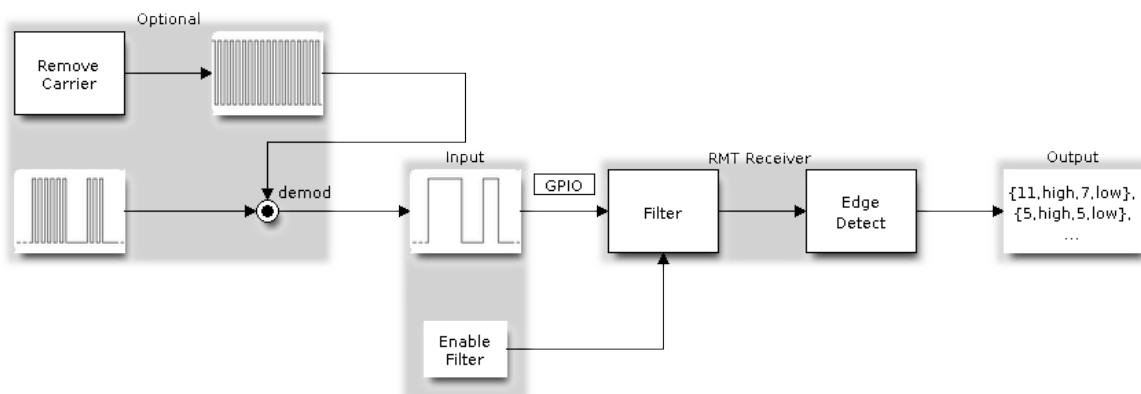 Optional
Remove
Carrier
demod
Input
GPIO
Enable
Filter
RMT Receiver
Filter
Edge
Detect
Output
{11,high,7,low},
{5,high,5,low},
...